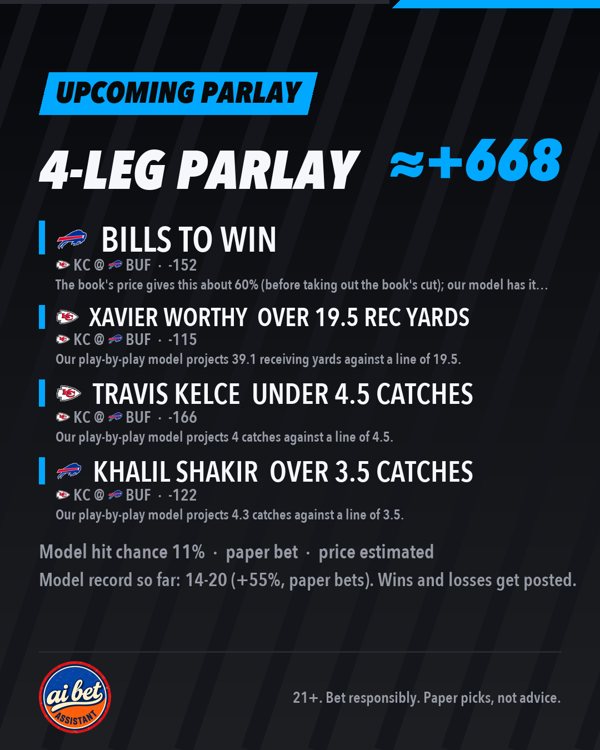 UPCOMING PARLAY
4-LEG PARLAY ≈+668
BILLS TO WIN
KC @ BUF · -152
The book's price gives this about 60% (before taking out the book's cut); our model has it...
XAVIER WORTHY OVER 19.5 REC YARDS
KC @ BUF · -115
Our play-by-play model projects 39.1 receiving yards against a line of 19.5.
TRAVIS KELCE UNDER 4.5 CATCHES
KC @ BUF · -166
Our play-by-play model projects 4 catches against a line of 4.5.
KHALIL SHAKIR OVER 3.5 CATCHES
KC @ BUF · -122
Our play-by-play model projects 4.3 catches against a line of 3.5.
Model hit chance 11% · paper bet · price estimated
Model record so far: 14-20 (+55%, paper bets). Wins and losses get posted.
ai bet
ASSISTANT
21+. Bet responsibly. Paper picks, not advice.